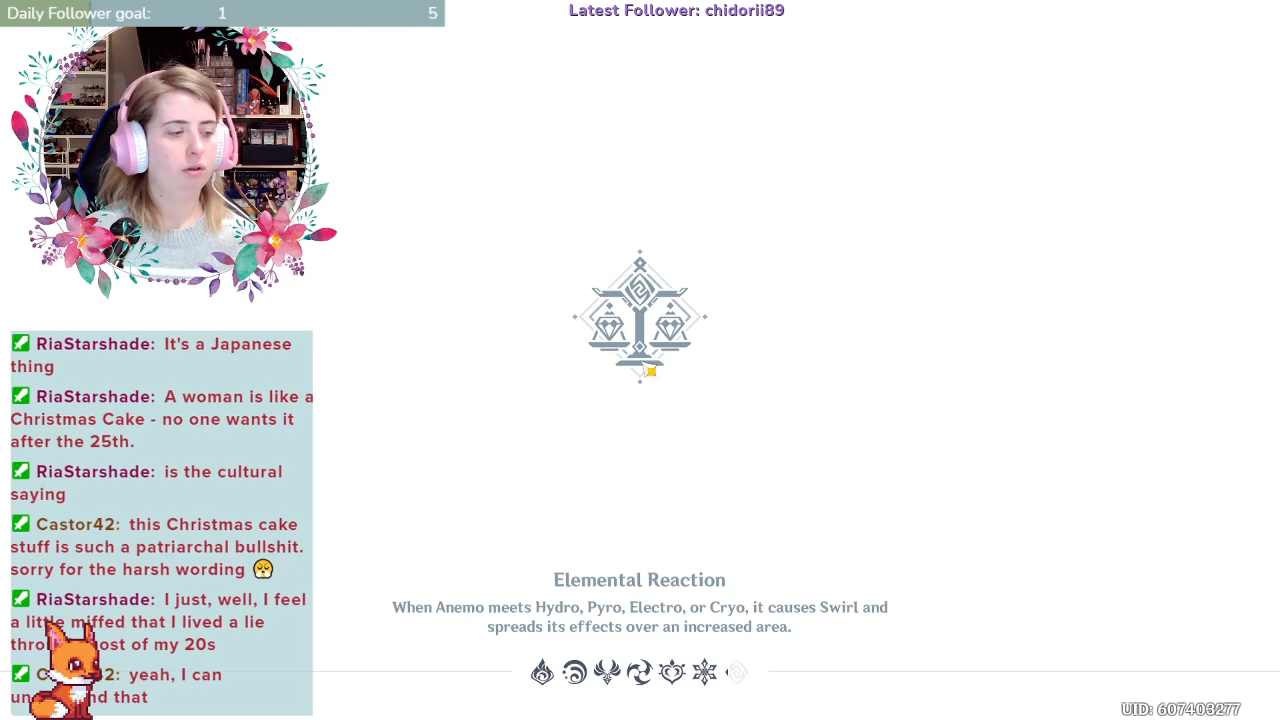 Daily Follower goal: 1 5
Latest Follower: chidorii89
RiaStarshade: It's a Japanese
thing
RiaStarshade: A woman is like a
Christmas Cake - no one wants it
after the 25th.
RiaStarshade: is the cultural
saying
Castor42: this Christmas cake
stuff is such a patriarchal bullshit.
sorry for the harsh wording
RiaStarshade: I just, well, I feel
a little miffed that I lived a lie
most of my 20s
yeah, I can
that
Elemental Reaction
When Anemo meets Hydro, Pyro, Electro, or Cryo, it causes Swirl and
spreads its effects over an increased area.
UID: 607403277